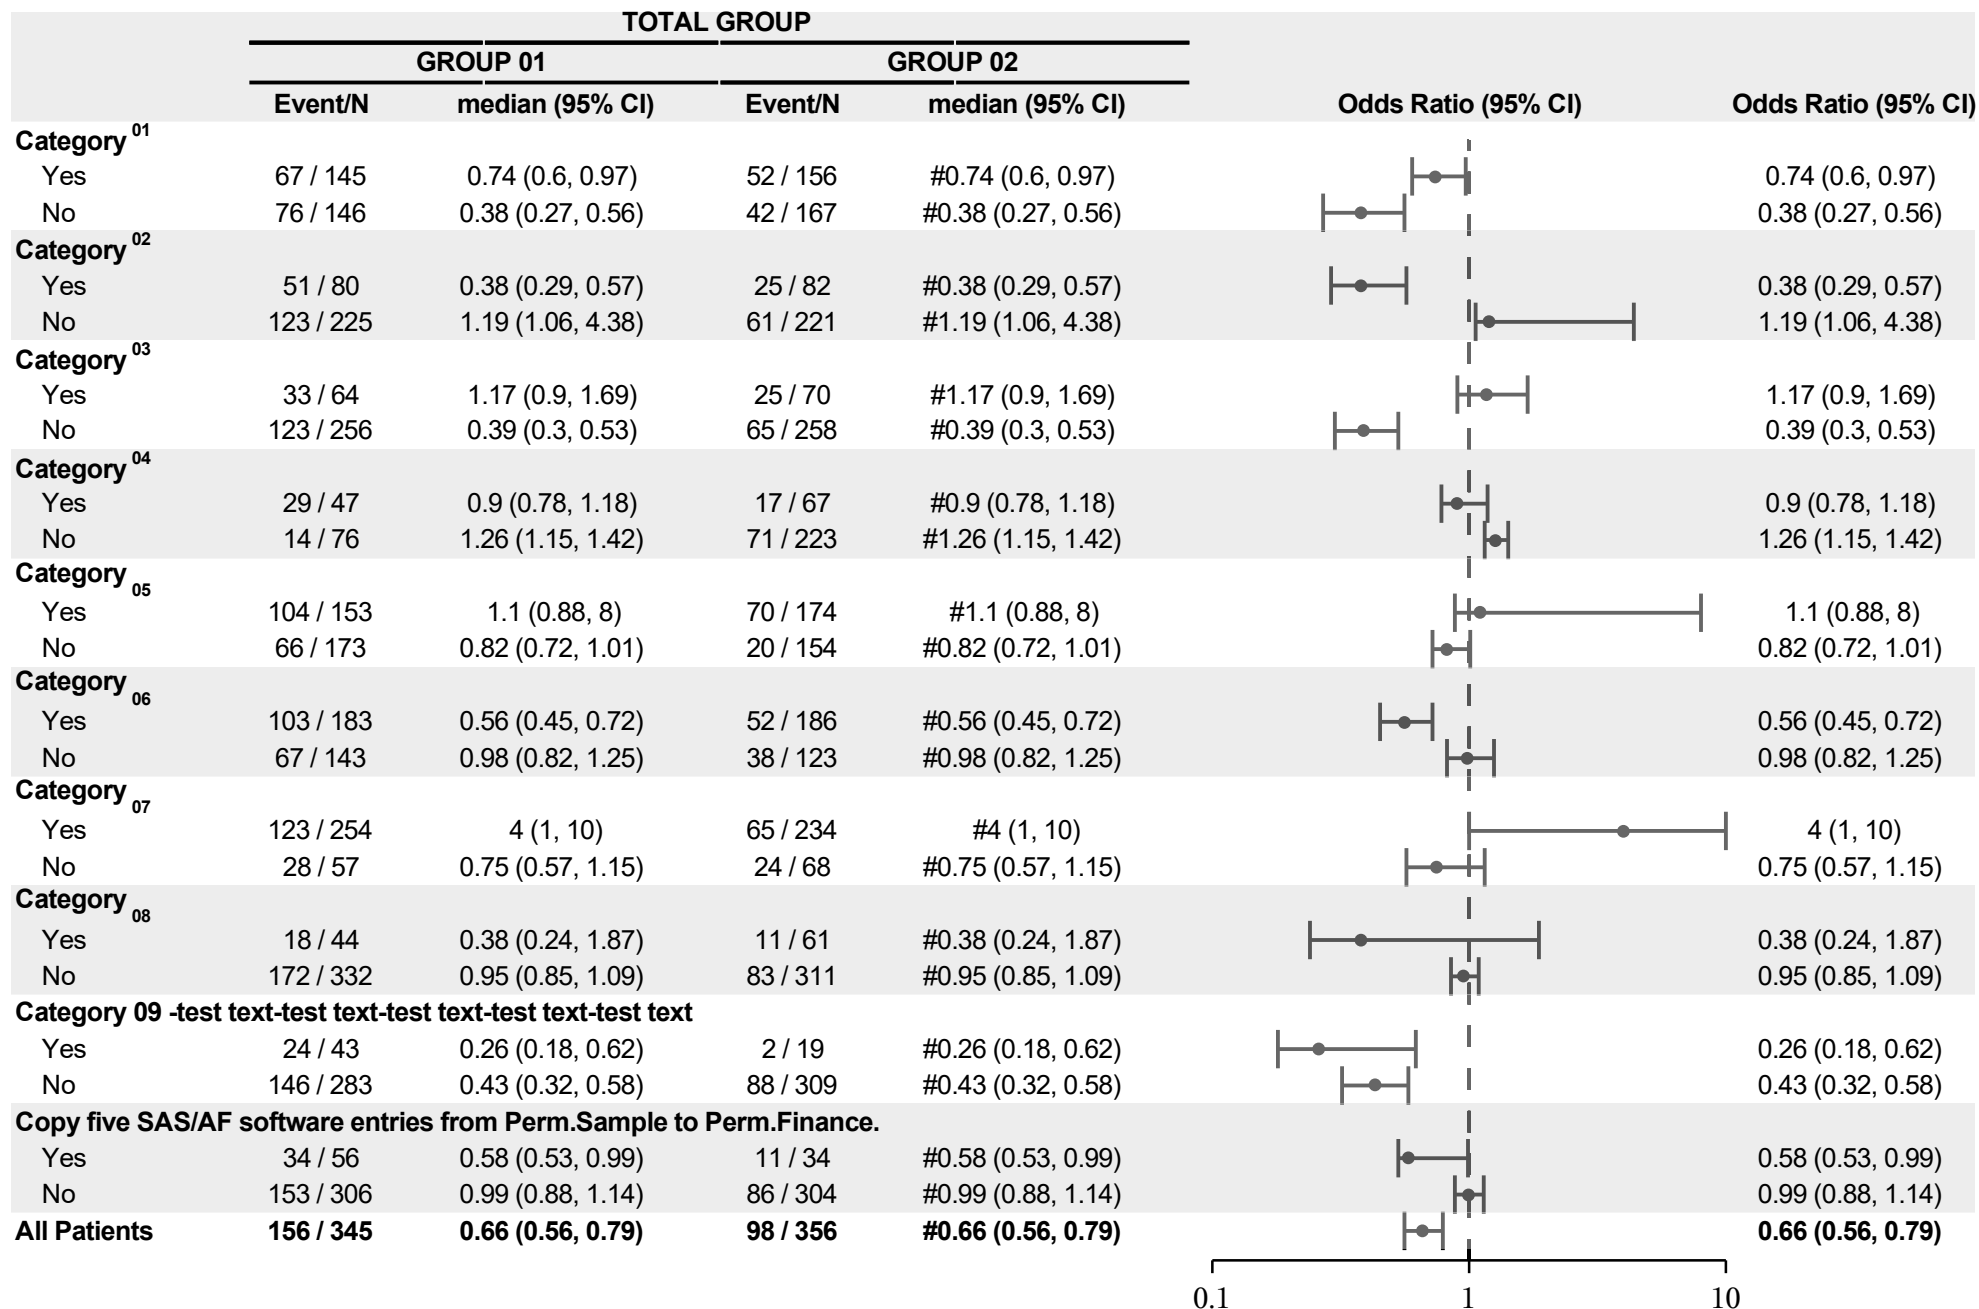 TOTAL GROUP
GROUP 01 GROUP 02
Event/N median (95% CI) Event/N median (95% CI) Odds Ratio (95% CI) Odds Ratio (95% CI)
Category 01
Yes 67 / 145 0.74 (0.6, 0.97) 52 / 156 #0.74 (0.6, 0.97) 0.74 (0.6, 0.97)
No 76 / 146 0.38 (0.27, 0.56) 42 / 167 #0.38 (0.27, 0.56) 0.38 (0.27, 0.56)
Category 02
Yes 51 / 80 0.38 (0.29, 0.57) 25 / 82 #0.38 (0.29, 0.57) 0.38 (0.29, 0.57)
No 123 / 225 1.19 (1.06, 4.38) 61 / 221 #1.19 (1.06, 4.38) 1.19 (1.06, 4.38)
Category 03
Yes 33 / 64 1.17 (0.9, 1.69) 25 / 70 #1.17 (0.9, 1.69) 1.17 (0.9, 1.69)
No 123 / 256 0.39 (0.3, 0.53) 65 / 258 #0.39 (0.3, 0.53) 0.39 (0.3, 0.53)
Category 04
Yes 29 / 47 0.9 (0.78, 1.18) 17 / 67 #0.9 (0.78, 1.18) 0.9 (0.78, 1.18)
No 14 / 76 1.26 (1.15, 1.42) 71 / 223 #1.26 (1.15, 1.42) 1.26 (1.15, 1.42)
Category 05
Yes 104 / 153 1.1 (0.88, 8) 70 / 174 #1.1 (0.88, 8) 1.1 (0.88, 8)
No 66 / 173 0.82 (0.72, 1.01) 20 / 154 #0.82 (0.72, 1.01) 0.82 (0.72, 1.01)
Category 06
Yes 103 / 183 0.56 (0.45, 0.72) 52 / 186 #0.56 (0.45, 0.72) 0.56 (0.45, 0.72)
No 67 / 143 0.98 (0.82, 1.25) 38 / 123 #0.98 (0.82, 1.25) 0.98 (0.82, 1.25)
Category 07
Yes 123 / 254 4 (1, 10) 65 / 234 #4 (1, 10) 4 (1, 10)
No 28 / 57 0.75 (0.57, 1.15) 24 / 68 #0.75 (0.57, 1.15) 0.75 (0.57, 1.15)
Category 08
Yes 18 / 44 0.38 (0.24, 1.87) 11 / 61 #0.38 (0.24, 1.87) 0.38 (0.24, 1.87)
No 172 / 332 0.95 (0.85, 1.09) 83 / 311 #0.95 (0.85, 1.09) 0.95 (0.85, 1.09)
Category 09 -test text-test text-test text-test text-test text
Yes 24 / 43 0.26 (0.18, 0.62) 2 / 19 #0.26 (0.18, 0.62) 0.26 (0.18, 0.62)
No 146 / 283 0.43 (0.32, 0.58) 88 / 309 #0.43 (0.32, 0.58) 0.43 (0.32, 0.58)
Copy five SAS/AF software entries from Perm.Sample to Perm.Finance.
Yes 34 / 56 0.58 (0.53, 0.99) 11 / 34 #0.58 (0.53, 0.99) 0.58 (0.53, 0.99)
No 153 / 306 0.99 (0.88, 1.14) 86 / 304 #0.99 (0.88, 1.14) 0.99 (0.88, 1.14)
All Patients 156 / 345 0.66 (0.56, 0.79) 98 / 356 #0.66 (0.56, 0.79) 0.66 (0.56, 0.79)
0.1 1 10